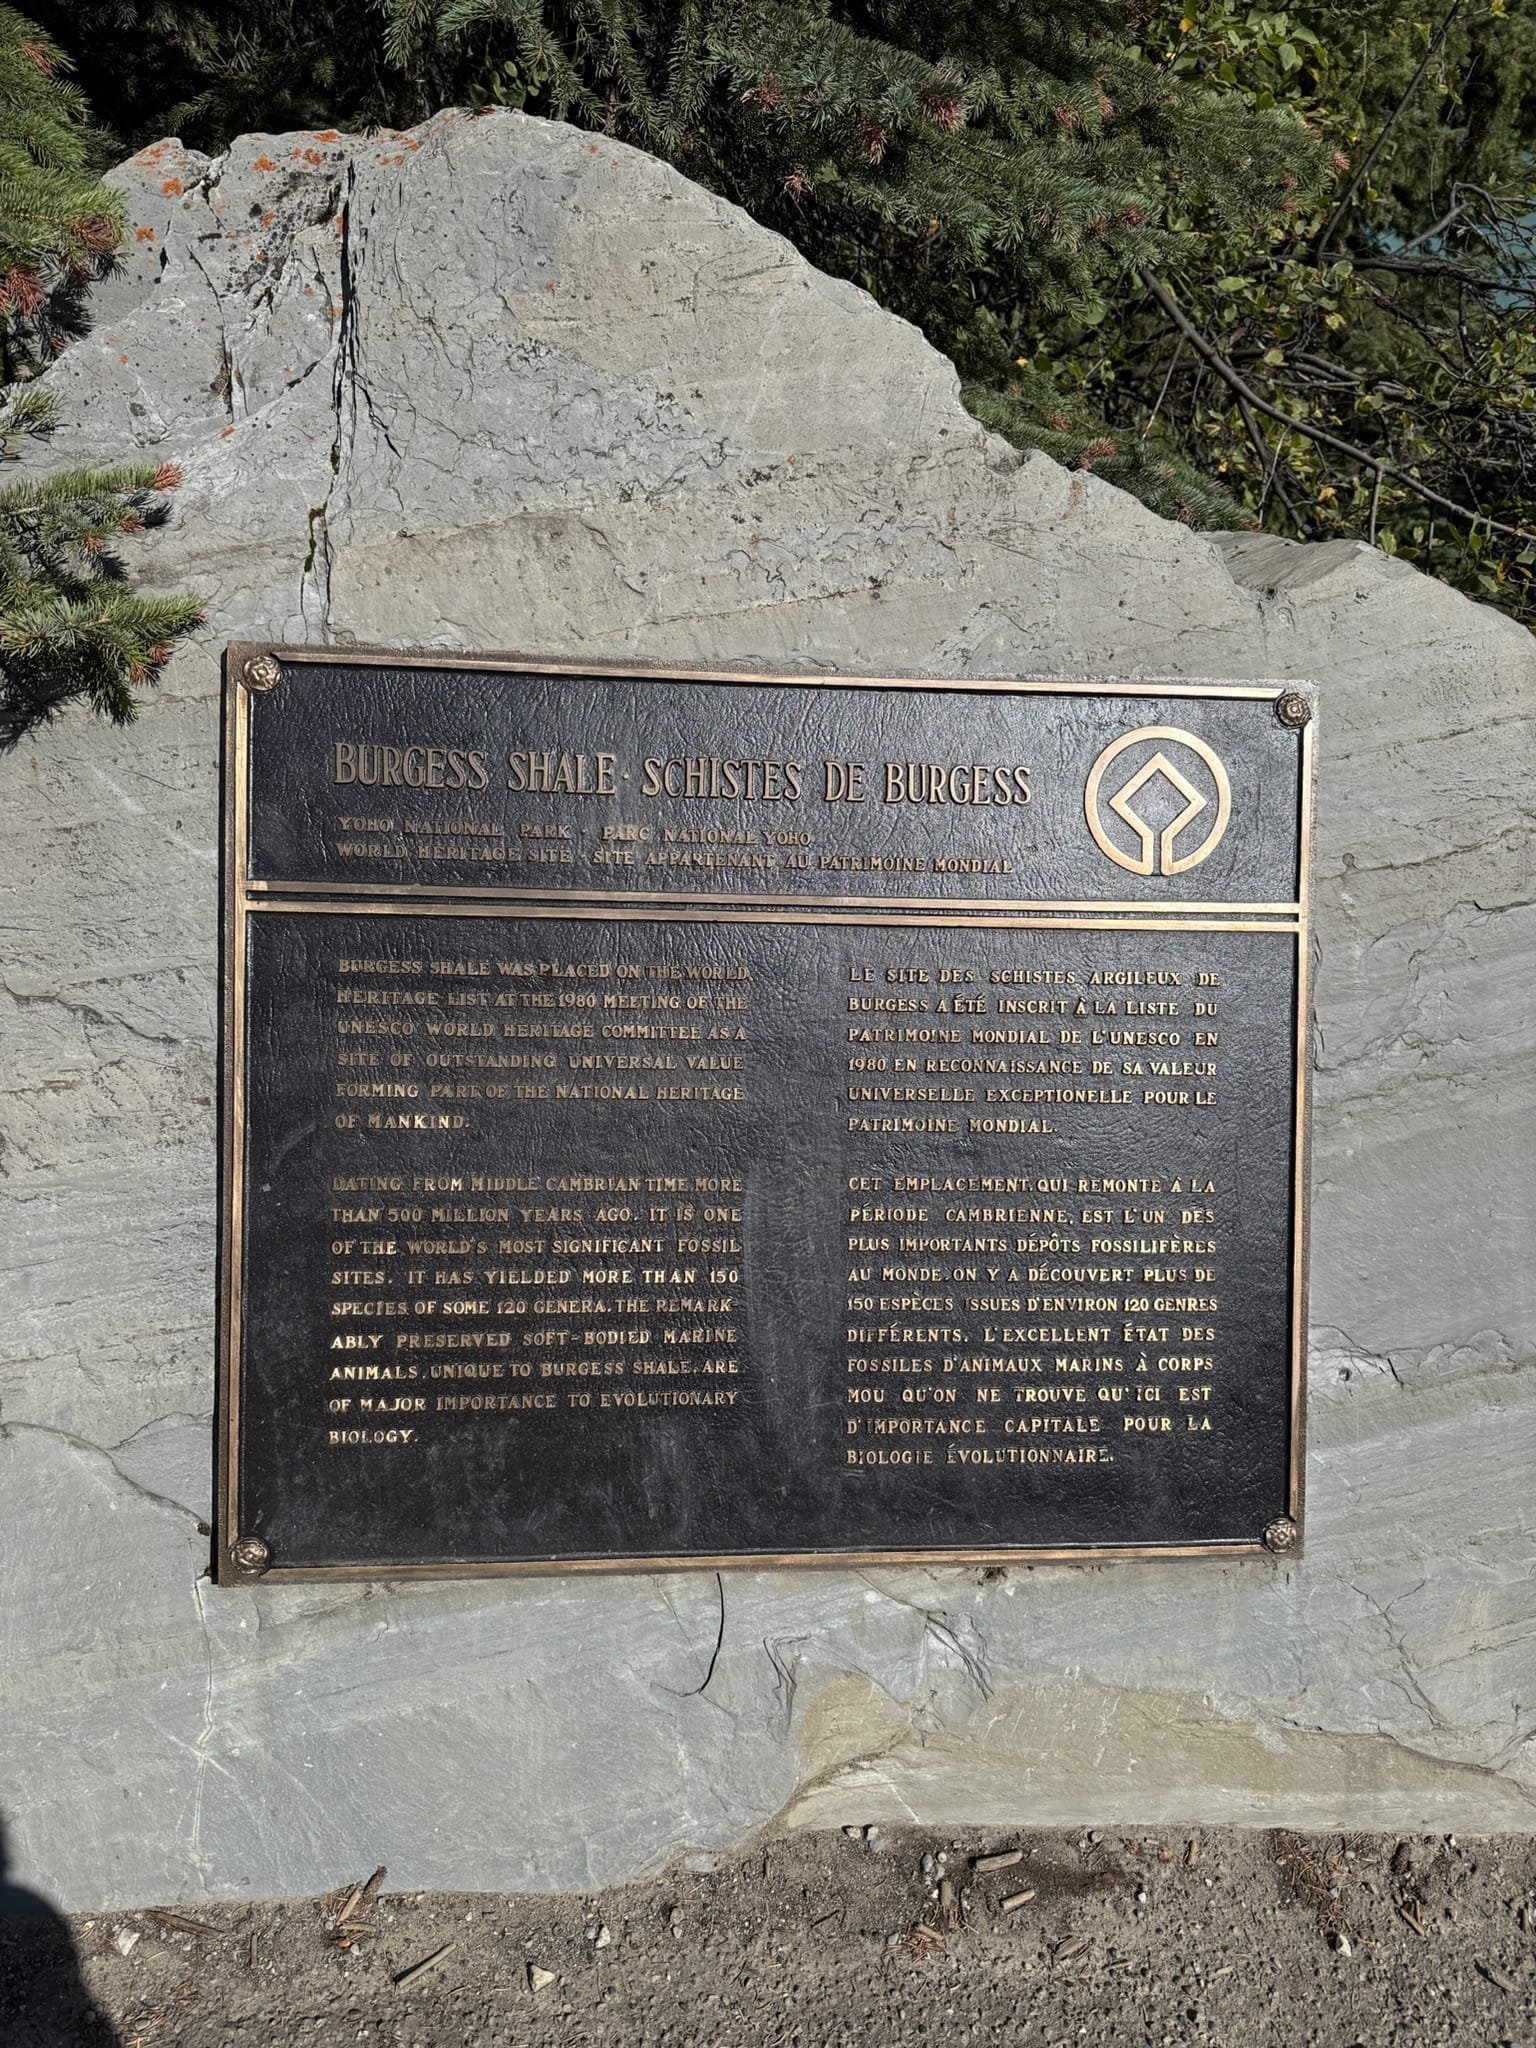 BURGESS SHALE · SCHISTES DE BURGESS
YOHO NATIONAL PARK · PARC NATIONAL YOHO
WORLD HERITAGE SITE · SITE APPARTENANT AU PATRIMOINE MONDIAL
BURGESS SHALE WAS PLACED ON THE WORLD
HERITAGE LIST AT THE 1980 MEETING OF THE
UNESCO WORLD HERITAGE COMMITTEE AS A
SITE OF OUTSTANDING UNIVERSAL VALUE
FORMING PART OF THE NATIONAL HERITAGE
OF MANKIND.
DATING FROM MIDDLE CAMBRIAN TIME, MORE
THAN 500 MILLION YEARS AGO. IT IS ONE
OF THE WORLD'S MOST SIGNIFICANT FOSSIL
SITES. IT HAS YIELDED MORE THAN 150
SPECIES OF SOME 120 GENERA. THE REMARK-
ABLY PRESERVED SOFT-BODIED MARINE
ANIMALS, UNIQUE TO BURGESS SHALE, ARE
OF MAJOR IMPORTANCE TO EVOLUTIONARY
BIOLOGY.
LE SITE DES SCHISTES ARGILEUX DE
BURGESS A ÉTÉ INSCRIT À LA LISTE DU
PATRIMOINE MONDIAL DE L'UNESCO EN
1980 EN RECONNAISSANCE DE SA VALEUR
UNIVERSELLE EXCEPTIONELLE POUR LE
PATRIMOINE MONDIAL.
CET EMPLACEMENT, QUI REMONTE À LA
PÉRIODE CAMBRIENNE, EST L'UN DES
PLUS IMPORTANTS DÉPÔTS FOSSILIFÈRES
AU MONDE. ON Y A DÉCOUVERT PLUS DE
150 ESPÈCES ISSUES D'ENVIRON 120 GENRES
DIFFÉRENTS. L'EXCELLENT ÉTAT DES
FOSSILES D'ANIMAUX MARINS À CORPS
MOU QU'ON NE TROUVE QU'ICI EST
D'IMPORTANCE CAPITALE POUR LA
BIOLOGIE ÉVOLUTIONNAIRE.